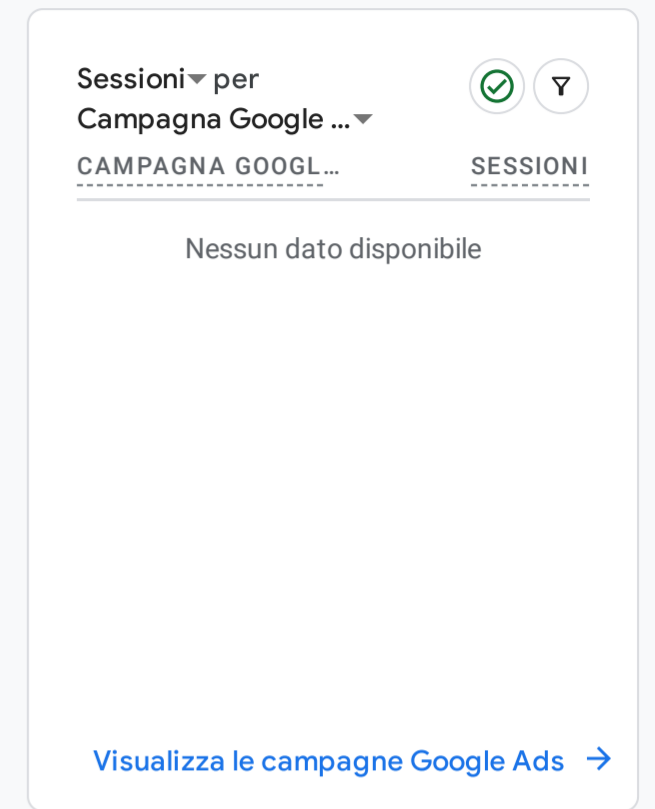 Sessioni per
Campagna Google ...
CAMPAGNA GOOGL...
SESSIONI
Nessun dato disponibile
Visualizza le campagne Google Ads